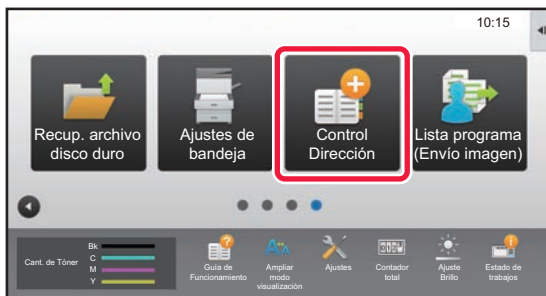 10:15
Recup. archivo
disco duro
Ajustes de
bandeja
Control
Dirección
Lista programa
(Envío imagen)
Cant. de Tóner
Bk
C
M
Y
Guía de
Funcionamiento
Ampliar
modo
visualización
Ajustes
Contador
total
Ajuste
Brillo
Estado de
trabajos